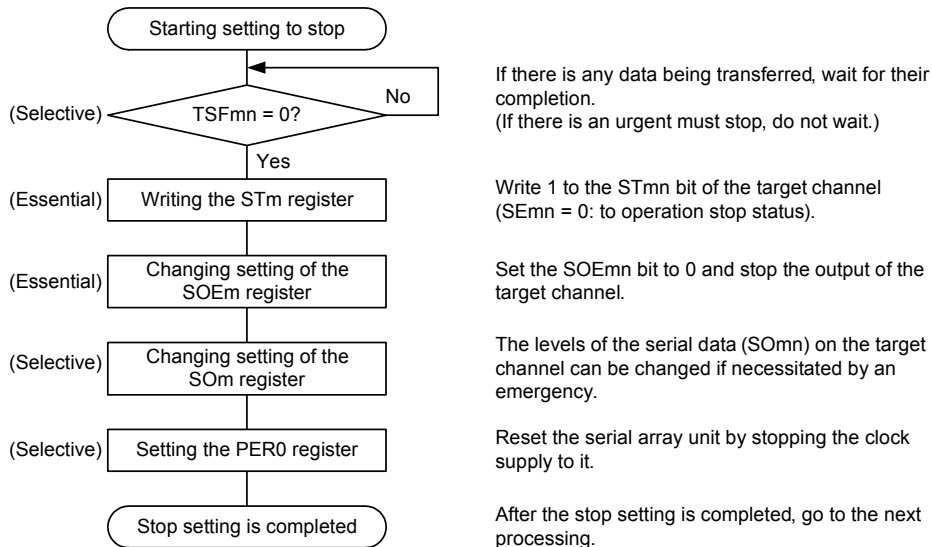 Starting setting to stop
If there is any data being transferred, wait for their
completion.
(If there is an urgent must stop, do not wait.)
(Selective)
TSFmn = 0?
No
Yes
(Essential)
Writing the STm register
Write 1 to the STmn bit of the target channel
(SEmn = 0: to operation stop status).
(Essential)
Changing setting of the
SOEm register
Set the SOEmn bit to 0 and stop the output of the
target channel.
(Selective)
Changing setting of the
SOm register
The levels of the serial data (SOmn) on the target
channel can be changed if necessitated by an
emergency.
(Selective)
Setting the PER0 register
Reset the serial array unit by stopping the clock
supply to it.
Stop setting is completed
After the stop setting is completed, go to the next
processing.